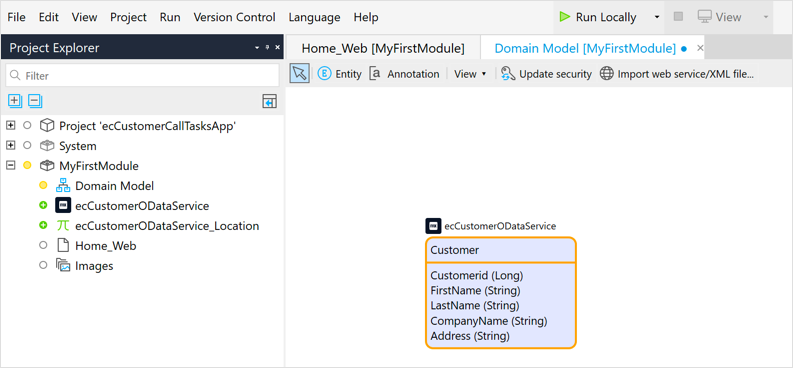 File Edit View Project Run Version Control Language Help Run Locally View
Project Explorer
Home_Web [MyFirstModule] Domain Model [MyFirstModule]
Filter
Entity Annotation View Update security Import web service/XML file...
Project 'ecCustomerCallTasksApp'
System
MyFirstModule
Domain Model
ecCustomerODataService
ecCustomerODataService_Location
Home_Web
Images
ecCustomerODataService
Customer
Customerid (Long)
FirstName (String)
LastName (String)
CompanyName (String)
Address (String)